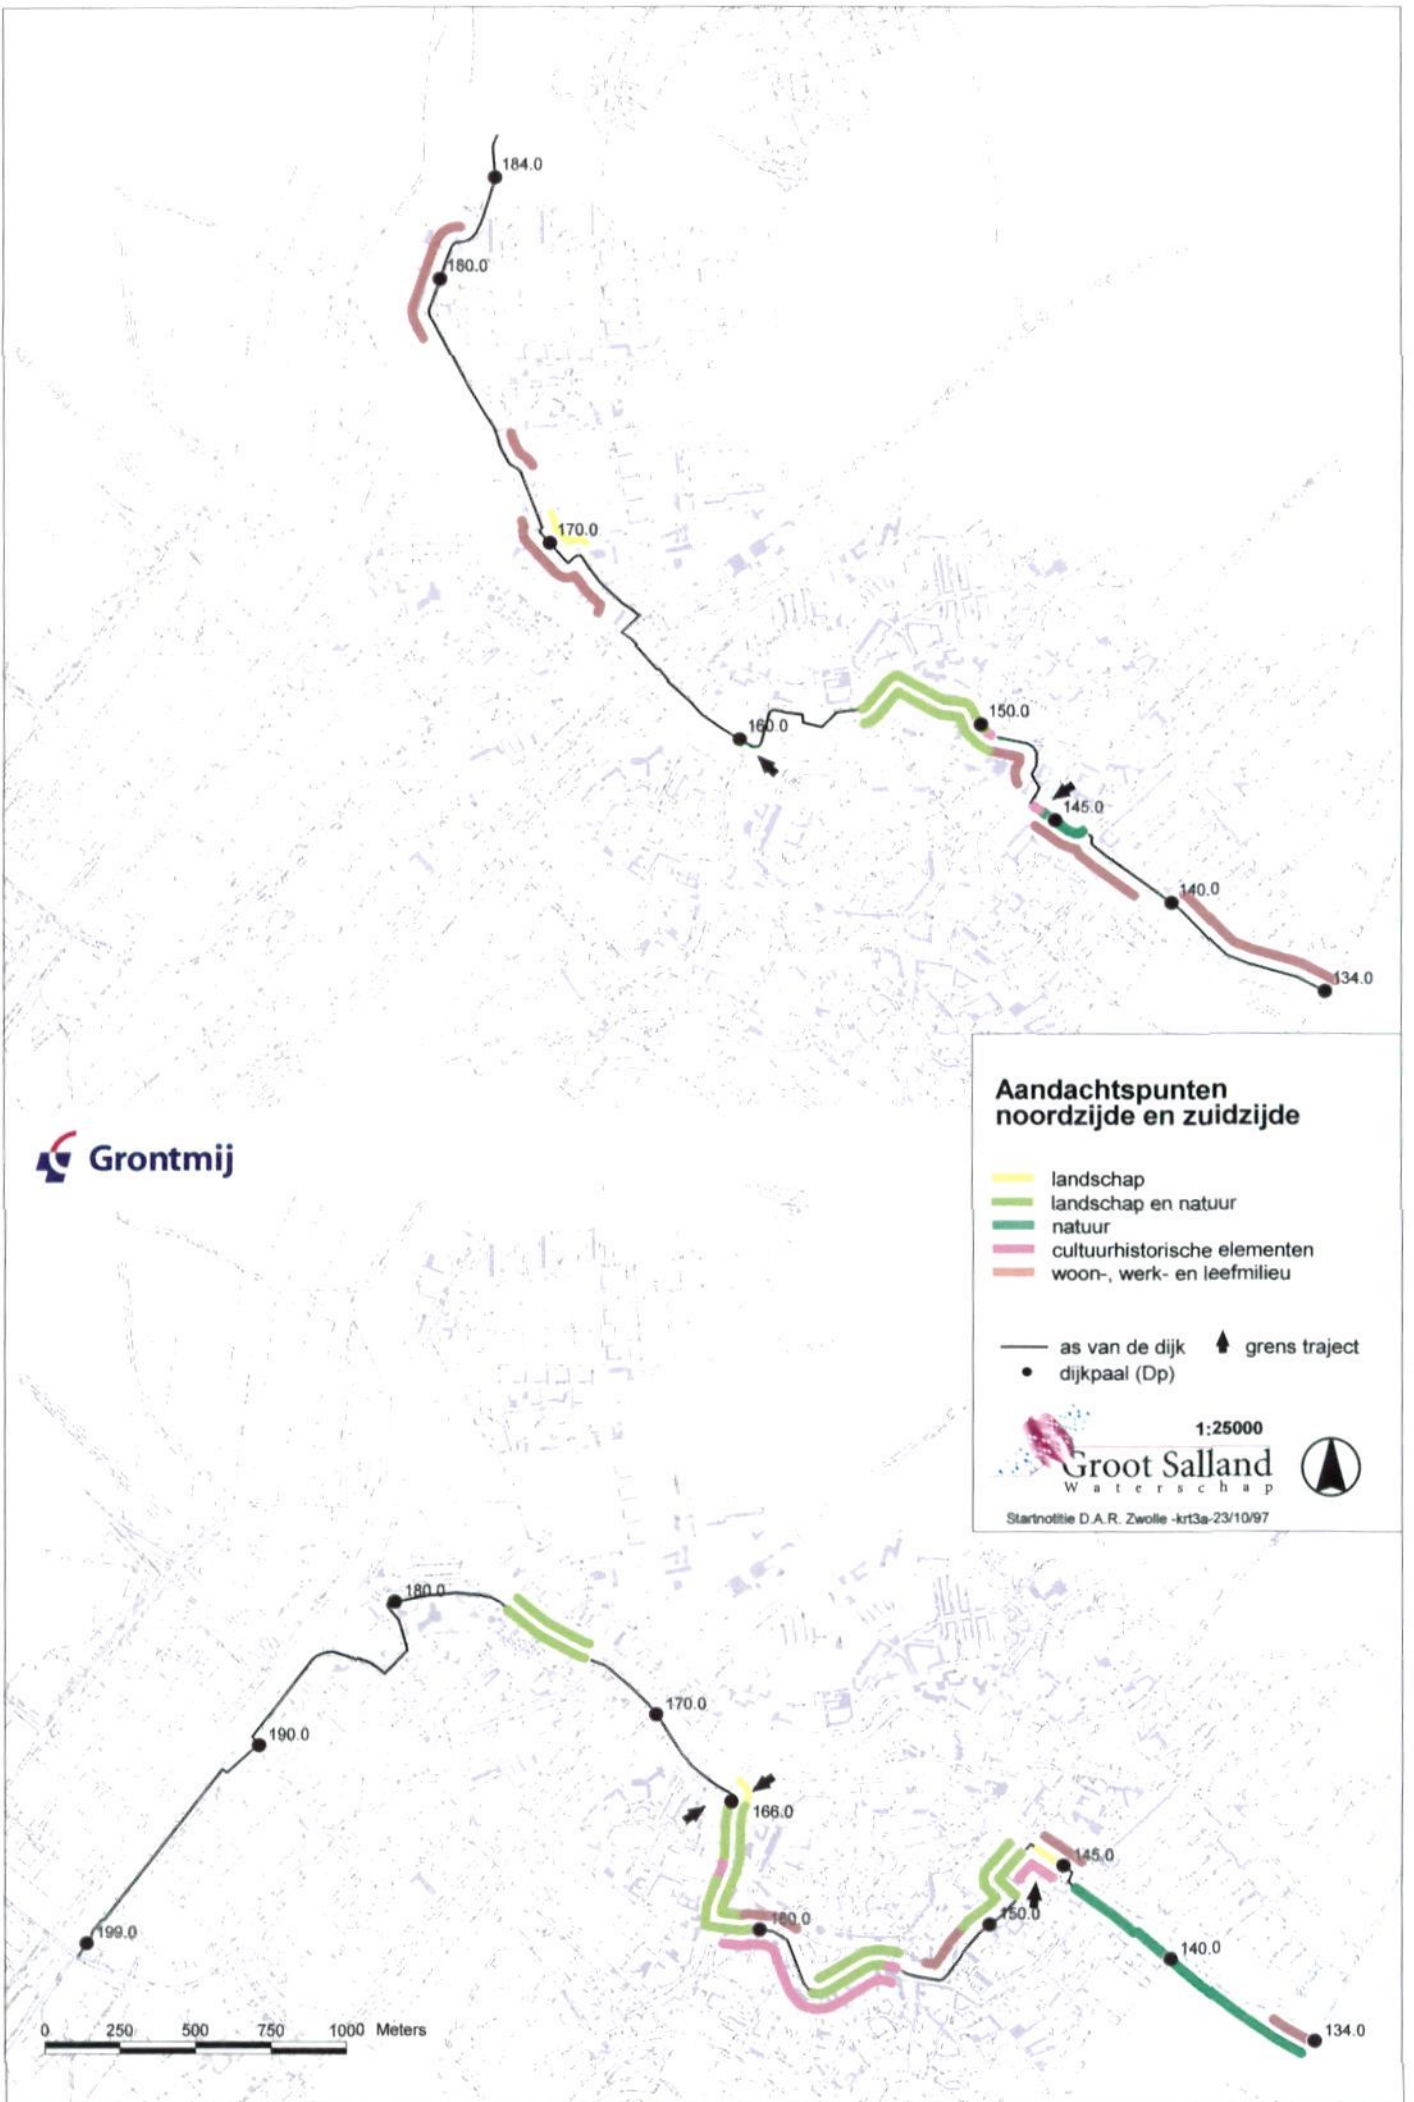 184.0
180.0
170.0
160.0
150.0
145.0
140.0
134.0
Aandachtspunten
noordzijde en zuidzijde
Grontmij
landschap
landschap en natuur
natuur
cultuurhistorische elementen
woon-, werk- en leefmilieu
as van de dijk
grens traject
dijkpaal (Dp)
1:25000
Groot Salland
Waterschap
Startnotitie D.A.R. Zwolle -krt3a-23/10/97
180.0
170.0
190.0
166.0
145.0
160.0
150.0
199.0
140.0
134.0
0 250 500 750 1000 Meters